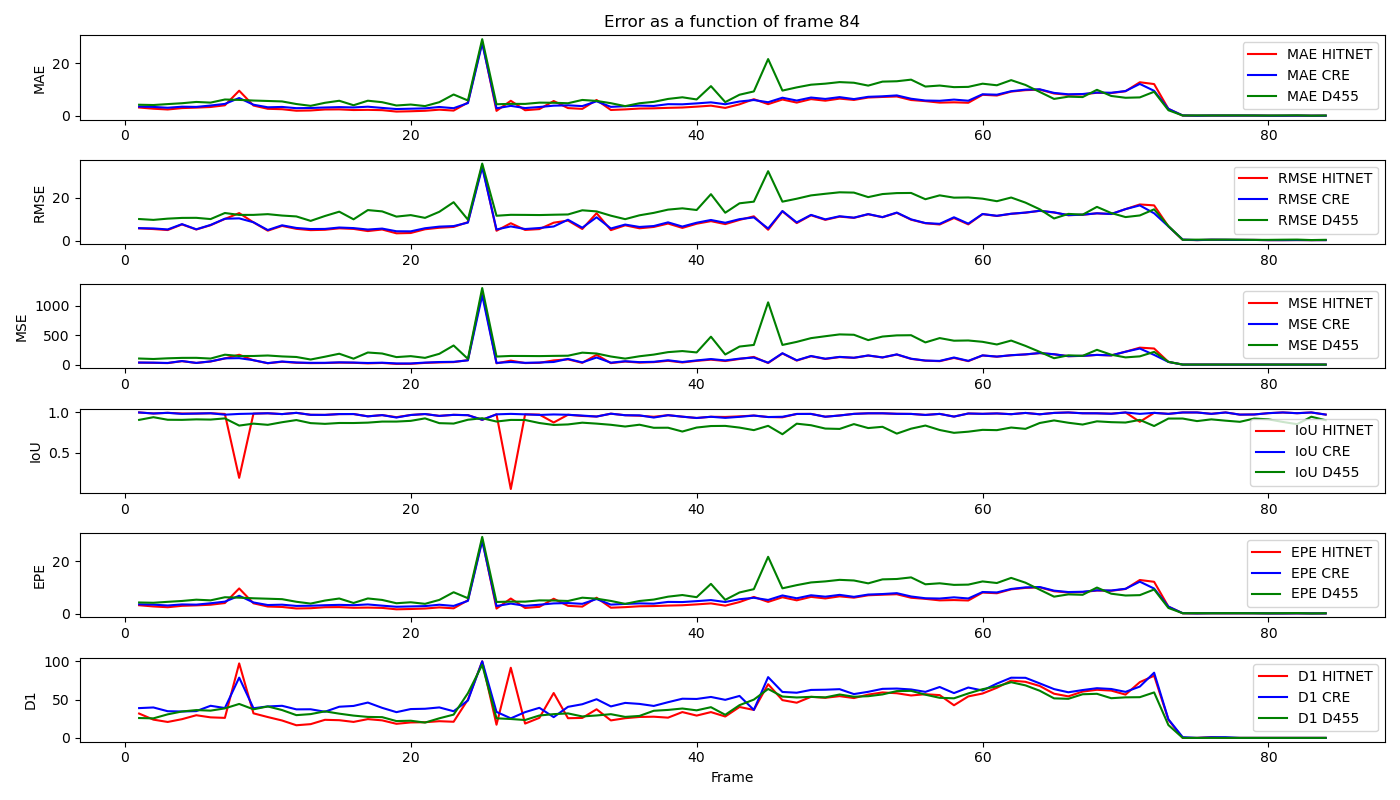 Error as a function of frame 84
MAE
20
0
MAE HITNET
MAE CRE
MAE D455
0 20 40 60 80
RMSE
20
0
RMSE HITNET
RMSE CRE
RMSE D455
0 20 40 60 80
MSE
1000
500
0
MSE HITNET
MSE CRE
MSE D455
0 20 40 60 80
IoU
1.0
0.5
IoU HITNET
IoU CRE
IoU D455
0 20 40 60 80
EPE
20
0
EPE HITNET
EPE CRE
EPE D455
0 20 40 60 80
D1
100
50
0
D1 HITNET
D1 CRE
D1 D455
0 20 40 60 80
Frame